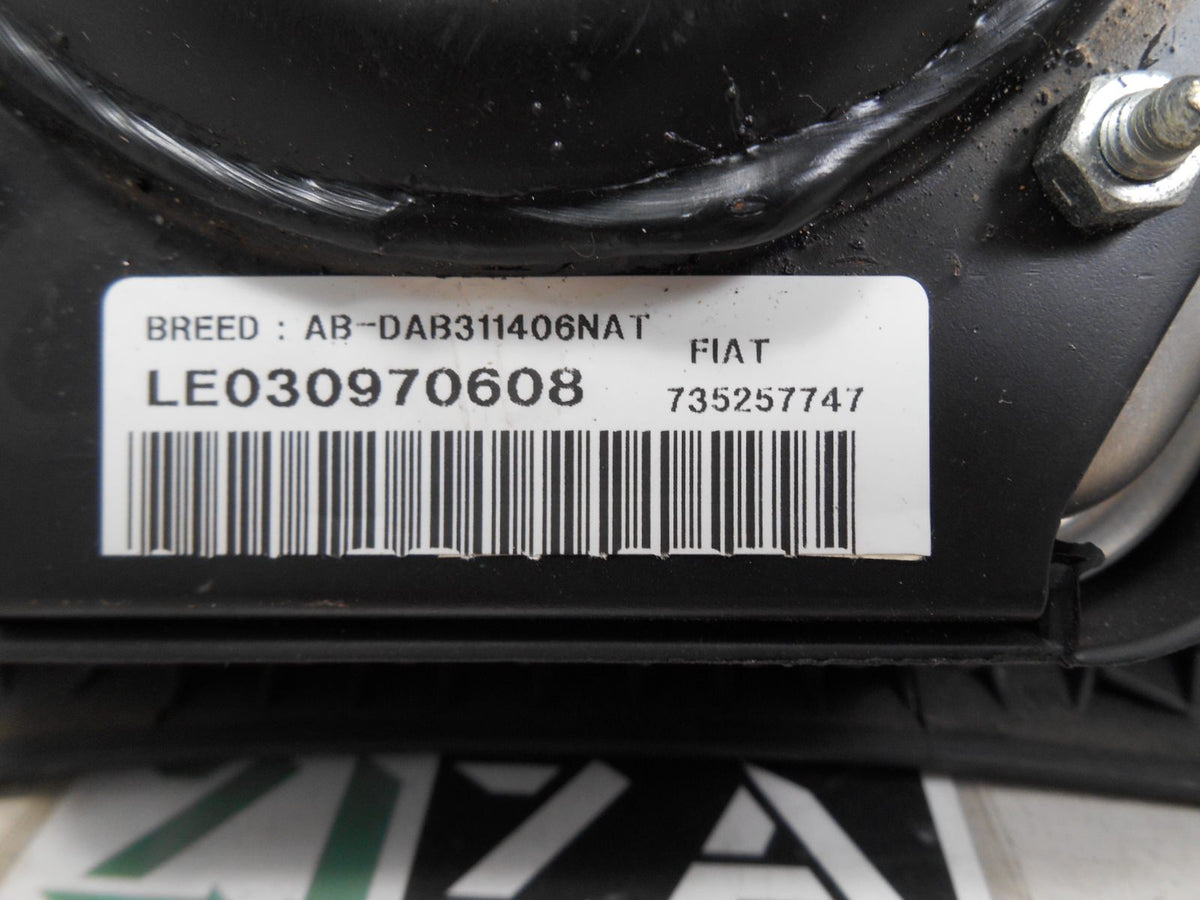 BREED : AB-DAB311406NAT
FIAT
LE030970608
735257747